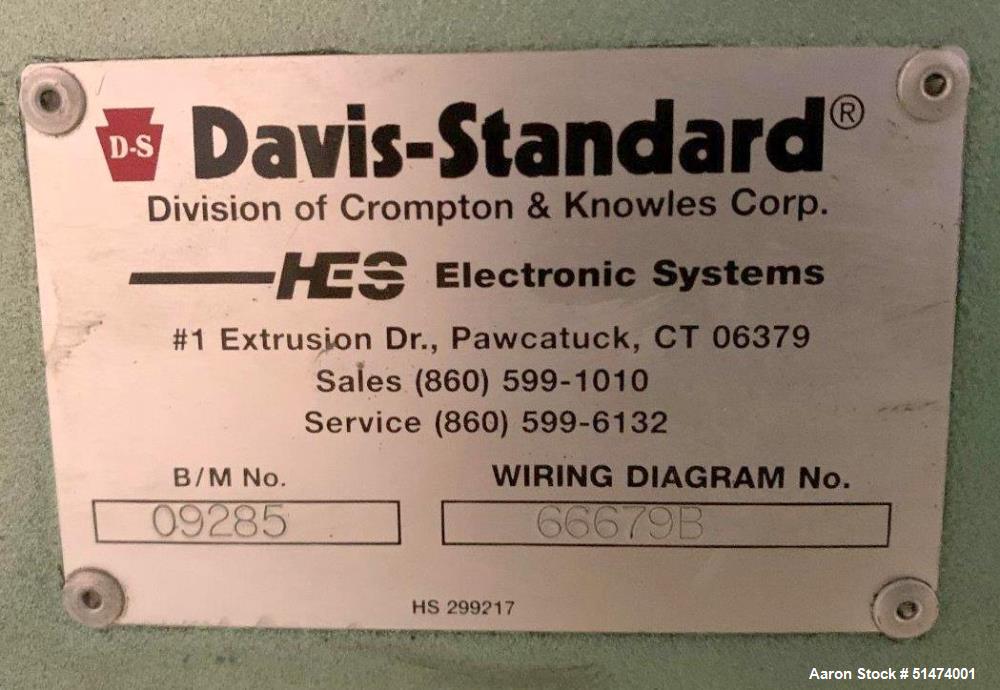 D-S Davis-Standard®
Division of Crompton & Knowles Corp.
HES Electronic Systems
#1 Extrusion Dr., Pawcatuck, CT 06379
Sales (860) 599-1010
Service (860) 599-6132
B/M No. WIRING DIAGRAM No.
09285 66679B
HS 299217
Aaron Stock # 51474001